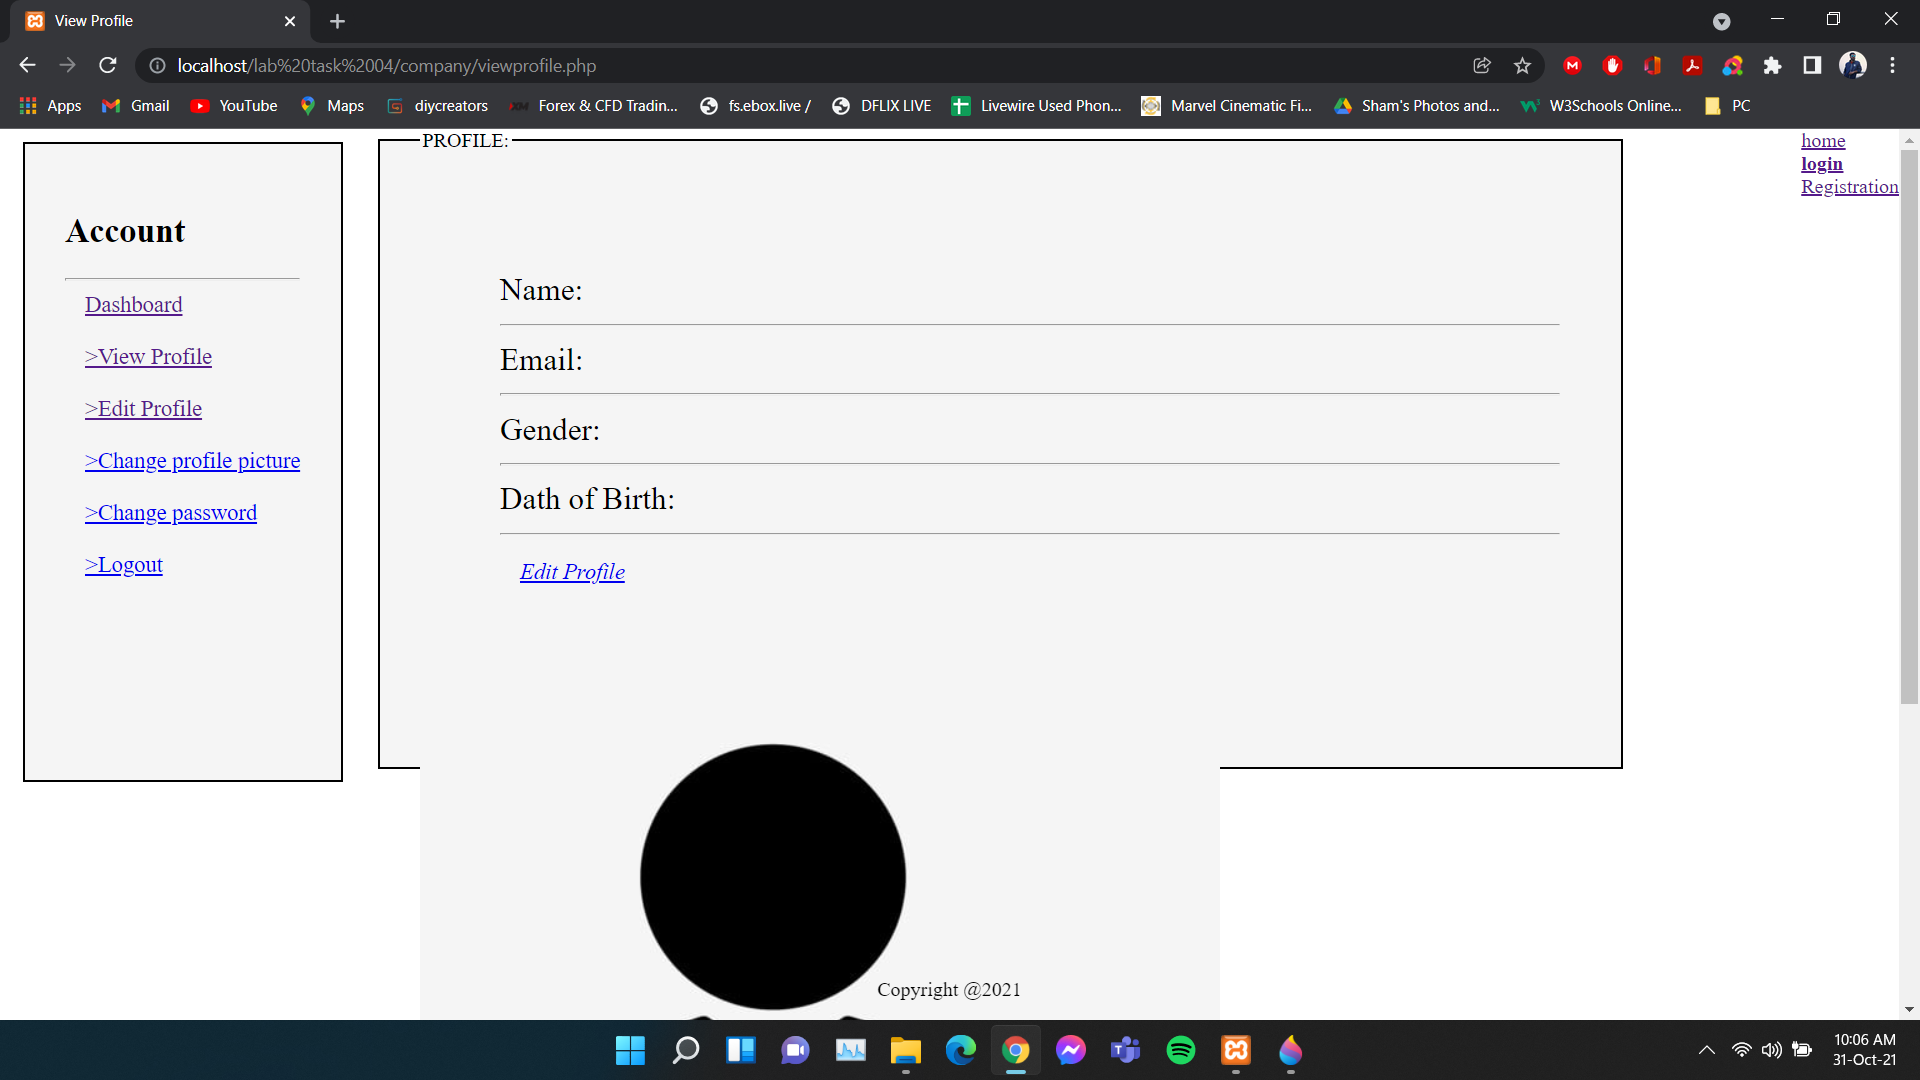 View Profile
localhost/lab%20task%2004/company/viewprofile.php
Apps Gmail YouTube Maps diycreators XM Forex & CFD Tradin... fs.ebox.live / DFLIX LIVE Livewire Used Phon... Marvel Cinematic Fi... Sham's Photos and... W3Schools Online... PC
PROFILE:
home
login
Registration
Account
Dashboard
>View Profile
>Edit Profile
>Change profile picture
>Change password
>Logout
Name:
Email:
Gender:
Dath of Birth:
Edit Profile
Copyright @2021
10:06 AM
31-Oct-21